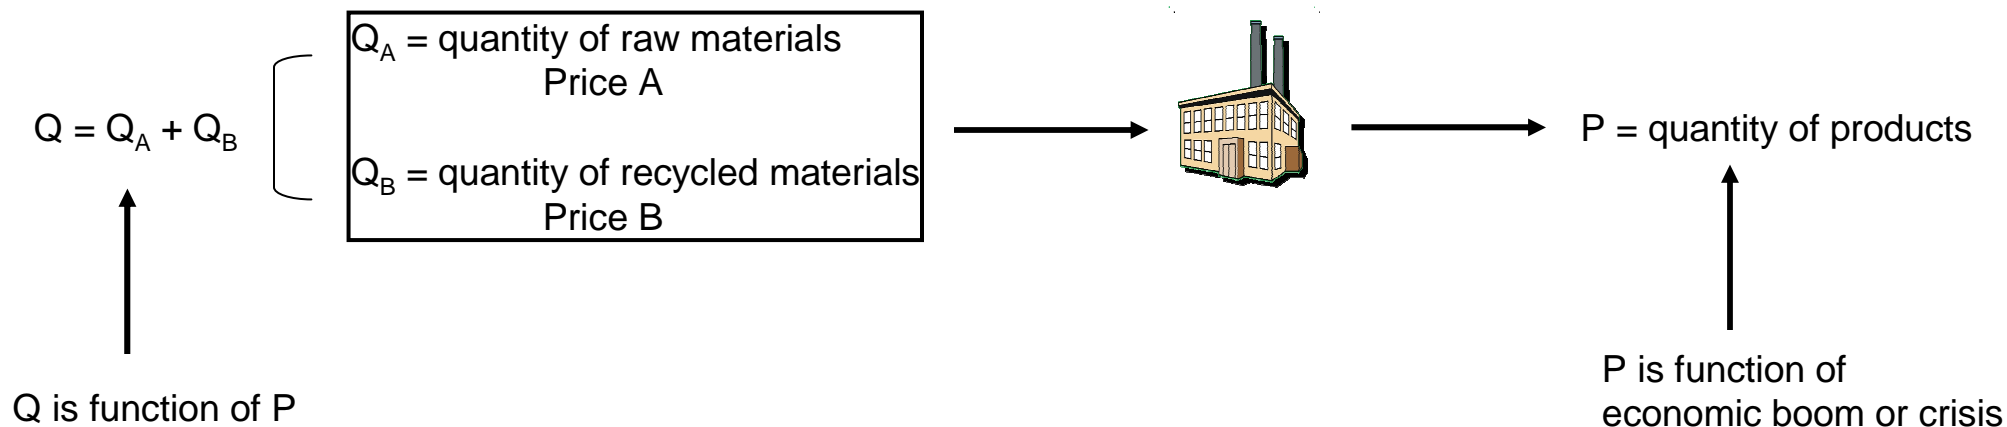 Q_A = quantity of raw materials
Price A
Q = Q_A + Q_B
P = quantity of products
Q_B = quantity of recycled materials
Price B
Q is function of P
P is function of
economic boom or crisis